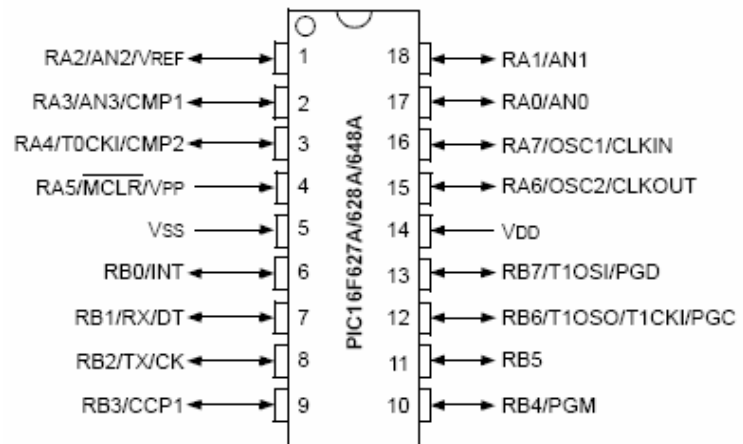 RA2/AN2/VREF 1 18 RA1/AN1
RA3/AN3/CMP1 2 17 RA0/AN0
RA4/T0CKI/CMP2 3 16 RA7/OSC1/CLKIN
RA5/MCLR/VPP 4 15 RA6/OSC2/CLKOUT
VSS 5 14 VDD
RB0/INT 6 13 RB7/T1OSI/PGD
RB1/RX/DT 7 12 RB6/T1OSO/T1CKI/PGC
RB2/TX/CK 8 11 RB5
RB3/CCP1 9 10 RB4/PGM
PIC16F627A/628A/648A